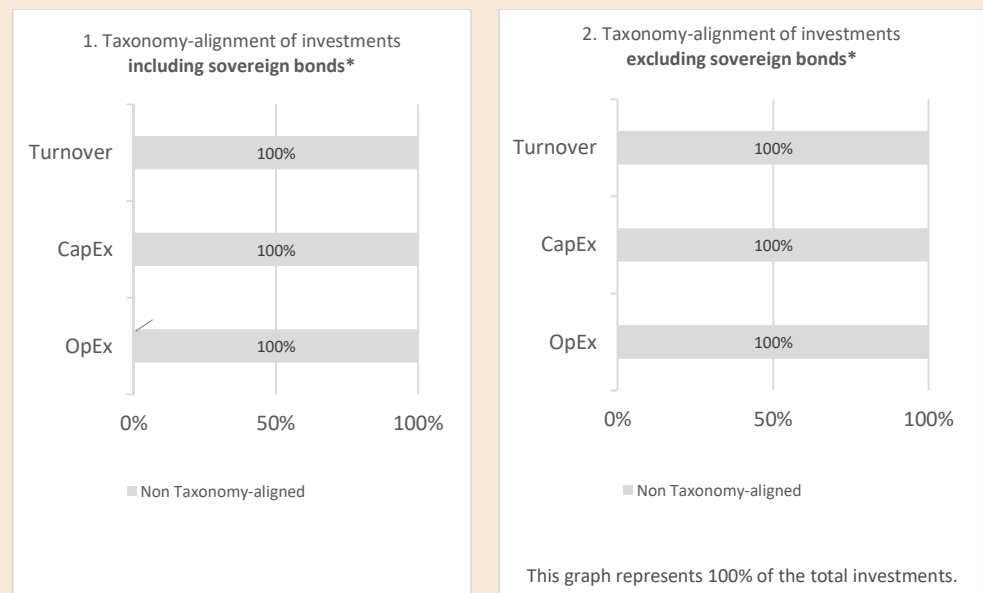 1. Taxonomy-alignment of investments
including sovereign bonds*
Turnover
100%
CapEx
100%
OpEx
100%
0%
50%
100%
Non Taxonomy-aligned
2. Taxonomy-alignment of investments
excluding sovereign bonds*
Turnover
100%
CapEx
100%
OpEx
100%
0%
50%
100%
Non Taxonomy-aligned
This graph represents 100% of the total investments.